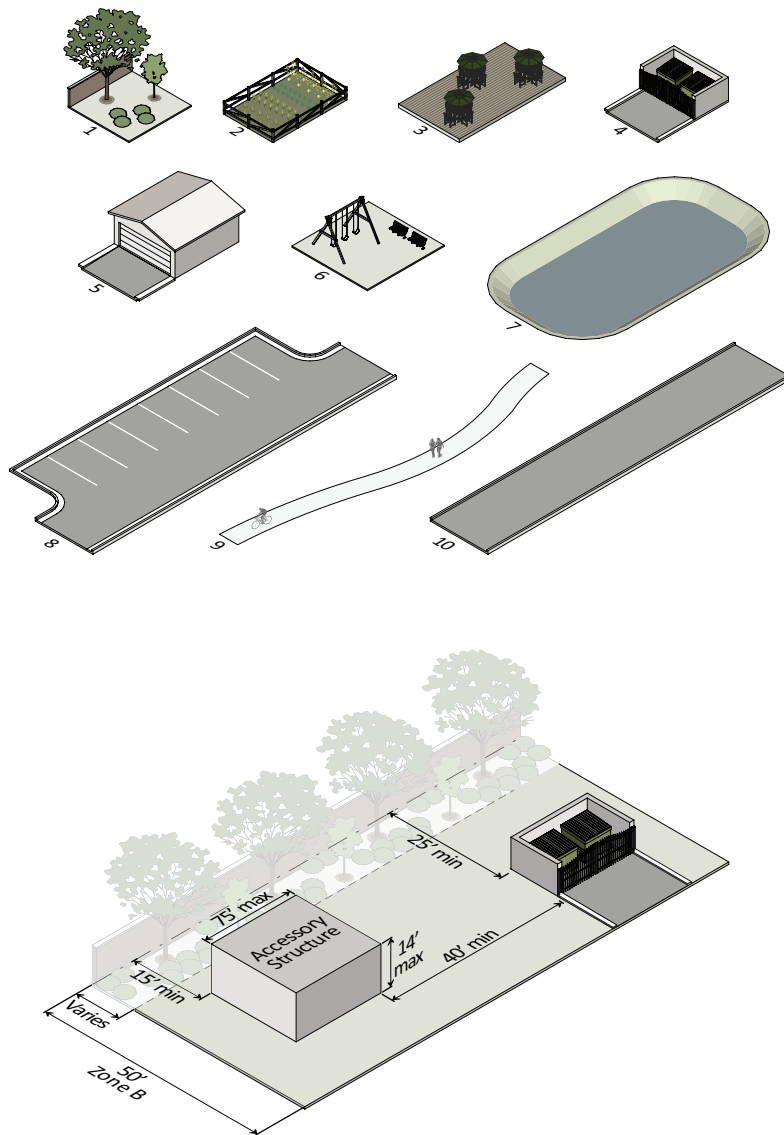 1
2
3
4
5
6
7
8
9
10
25' min
75' max
Accessory
Structure
14'
max
40' min
15' min
Varies
50'
Zone B